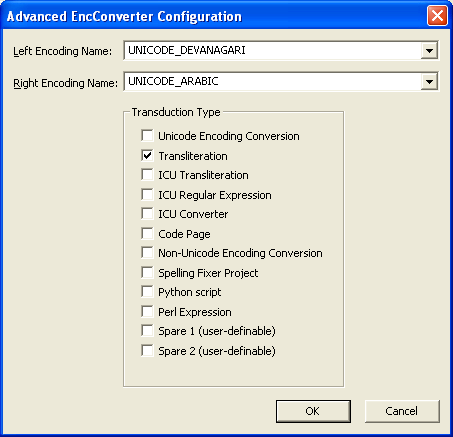 Advanced EncConverter Configuration
Left Encoding Name: UNICODE_DEVANAGARI
Right Encoding Name: UNICODE_ARABIC
Transduction Type
Unicode Encoding Conversion
Transliteration
ICU Transliteration
ICU Regular Expression
ICU Converter
Code Page
Non-Unicode Encoding Conversion
Spelling Fixer Project
Python script
Perl Expression
Spare 1 (user-definable)
Spare 2 (user-definable)
OK Cancel